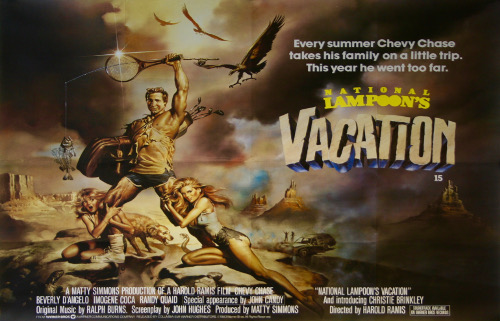 Every summer Chevy Chase
takes his family on a little trip.
This year he went too far.
NATIONAL
LAMPOON'S
VACATION
15
A MATTY SIMMONS PRODUCTION OF A HAROLD RAMIS FILM CHEVY CHASE
"NATIONAL LAMPOON'S VACATION"
BEVERLY D'ANGELO IMOGENE COCA RANDY QUAID Special appearance by JOHN CANDY
And introducing CHRISTIE BRINKLEY
Original Music by RALPH BURNS Screenplay by JOHN HUGHES Produced by MATTY SIMMONS
Directed by HAROLD RAMIS